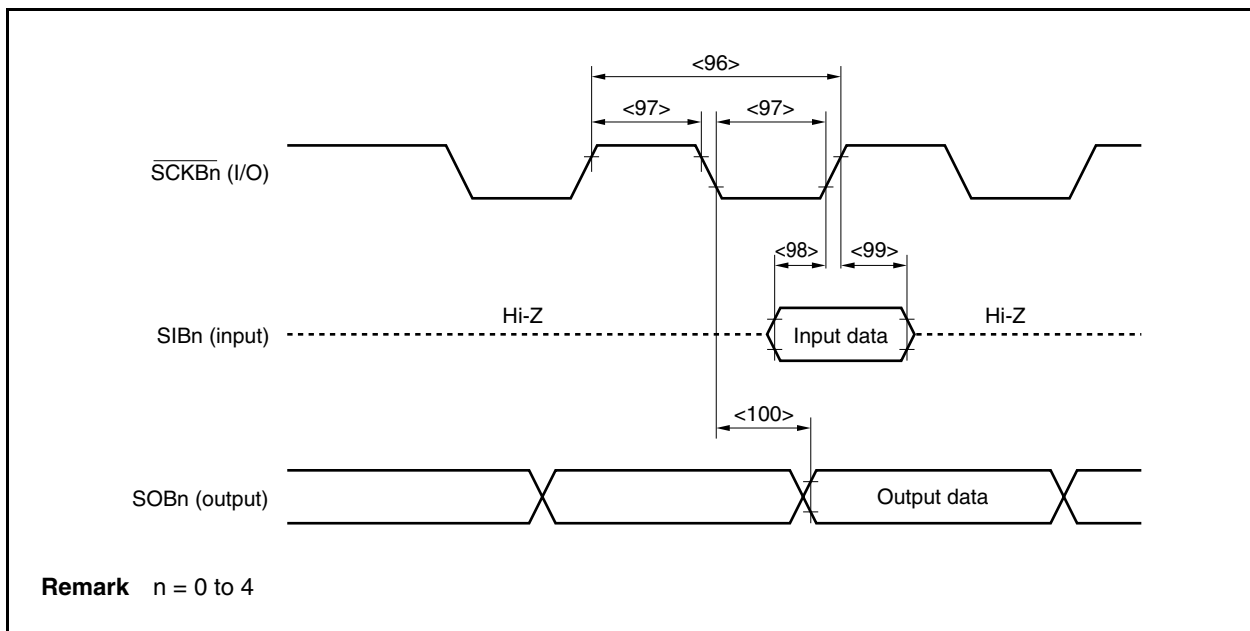 <96>
<97> <97>
SCKBn (I/O)
<98> <99>
Hi-Z Hi-Z
SIBn (input) Input data
<100>
SOBn (output) Output data
Remark n = 0 to 4